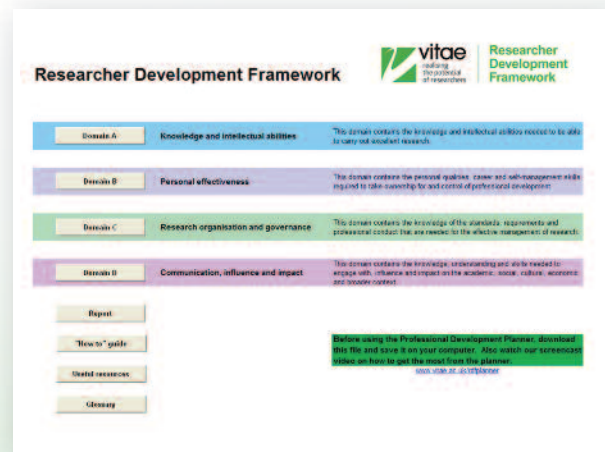 vitae
realising
the potential
of researchers
Researcher
Development
Framework
Researcher Development Framework
Domain A
Knowledge and intellectual abilities
This domain contains the knowledge and intellectual abilities needed to be able
to carry out excellent research.
Domain B
Personal effectiveness
This domain contains the personal qualities, career and self-management skills
required to take ownership for and control of professional development.
Domain C
Research organisation and governance
This domain contains the knowledge of the standards, requirements and
professional conduct that are needed for the effective management of research.
Domain D
Communication, influence and impact
This domain contains the knowledge, understanding and skills needed to
engage with, influence and impact on the academic, social, cultural, economic
and broader context.
Report
"How to" guide
Useful resources
Glossary
Before using the Professional Development Planner, download
this file and save it on your computer. Also watch our screencast
video on how to get the most from the planner.
www.vitae.ac.uk/rdfplanner